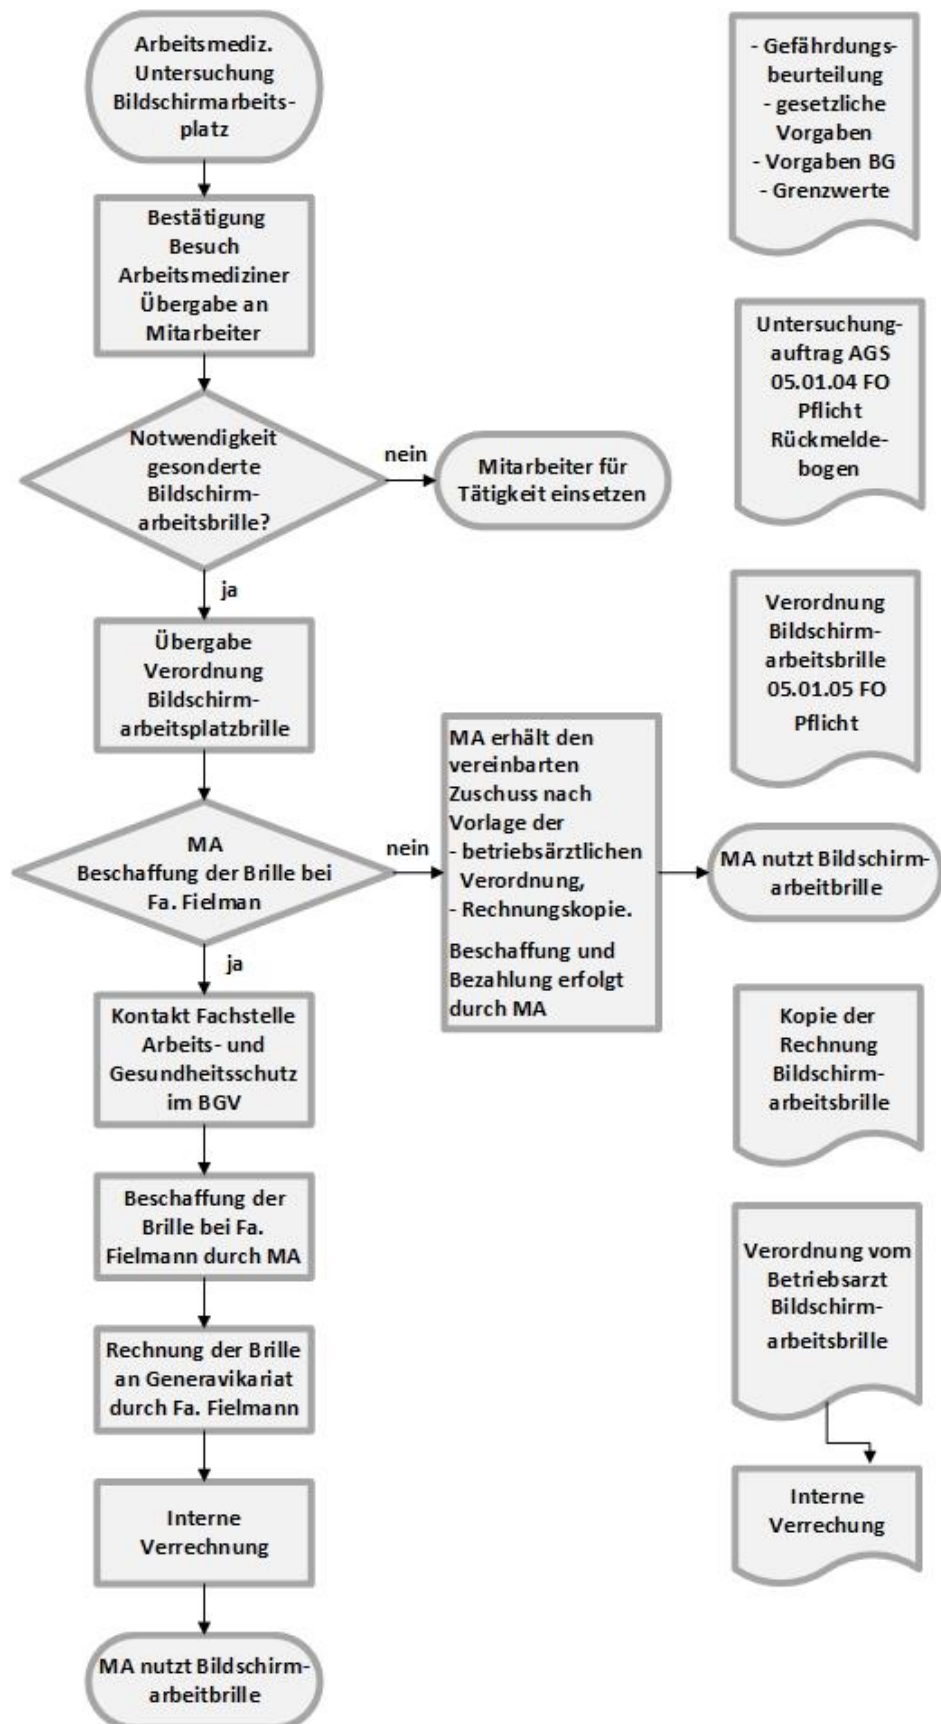 Arbeitsmediz.
Untersuchung
Bildschirmarbeits-
platz
Bestätigung
Besuch
Arbeitsmediziner
Übergabe an
Mitarbeiter
Notwendigkeit
gesonderte
Bildschirm-
arbeitsbrille?
nein
Mitarbeiter für
Tätigkeit einsetzen
ja
Übergabe
Verordnung
Bildschirm-
arbeitsplatzbrille
MA
Beschaffung der Brille bei
Fa. Fielman
nein
MA erhält den
vereinbarten
Zuschuss nach
Vorlage der
- betriebsärztlichen
Verordnung,
- Rechnungskopie.
Beschaffung und
Bezahlung erfolgt
durch MA
MA nutzt Bildschirm-
arbeitbrille
ja
Kontakt Fachstelle
Arbeits- und
Gesundheitsschutz
im BGV
Beschaffung der
Brille bei Fa.
Fielmann durch MA
Rechnung der Brille
an Generavikariat
durch Fa. Fielmann
Interne
Verrechnung
MA nutzt Bildschirm-
arbeitbrille
- Gefährdungs-
beurteilung
- gesetzliche
Vorgaben
- Vorgaben BG
- Grenzwerte
Untersuchung-
auftrag AGS
05.01.04 FO
Pflicht
Rückmelde-
bogen
Verordnung
Bildschirm-
arbeitsbrille
05.01.05 FO
Pflicht
Kopie der
Rechnung
Bildschirm-
arbeitsbrille
Verordnung vom
Betriebsarzt
Bildschirm-
arbeitsbrille
Interne
Verrechung